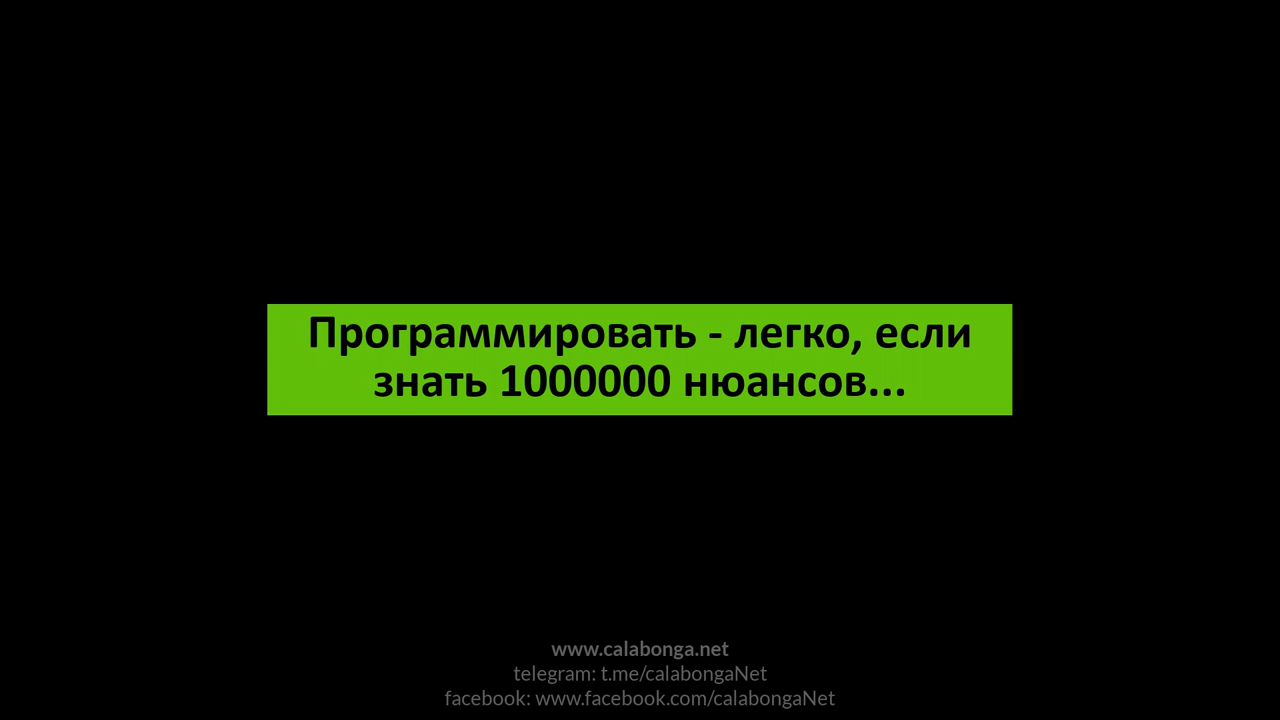 Программировать - легко, если
знать 1000000 нюансов...
www.calabonga.net
telegram: t.me/calabongaNet
facebook: www.facebook.com/calabongaNet